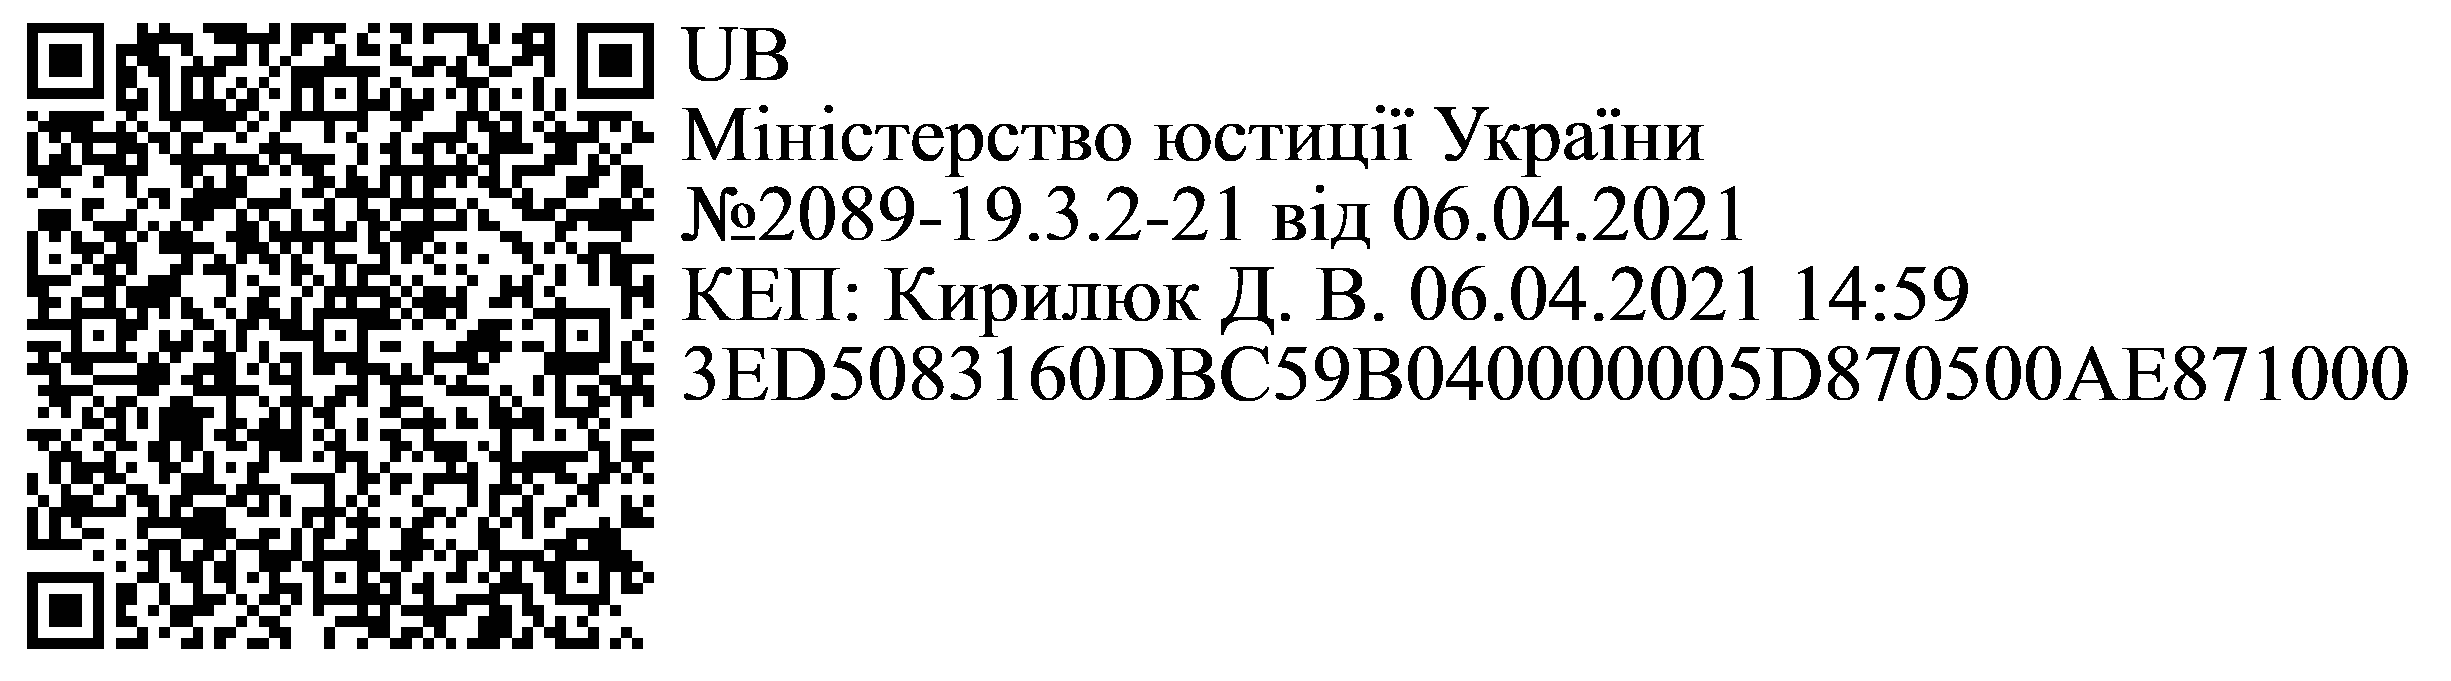 UB
Міністерство юстиції України
№2089-19.3.2-21 від 06.04.2021
КЕП: Кирилюк Д. В. 06.04.2021 14:59
3ED5083160DBC59B040000005D870500AE871000